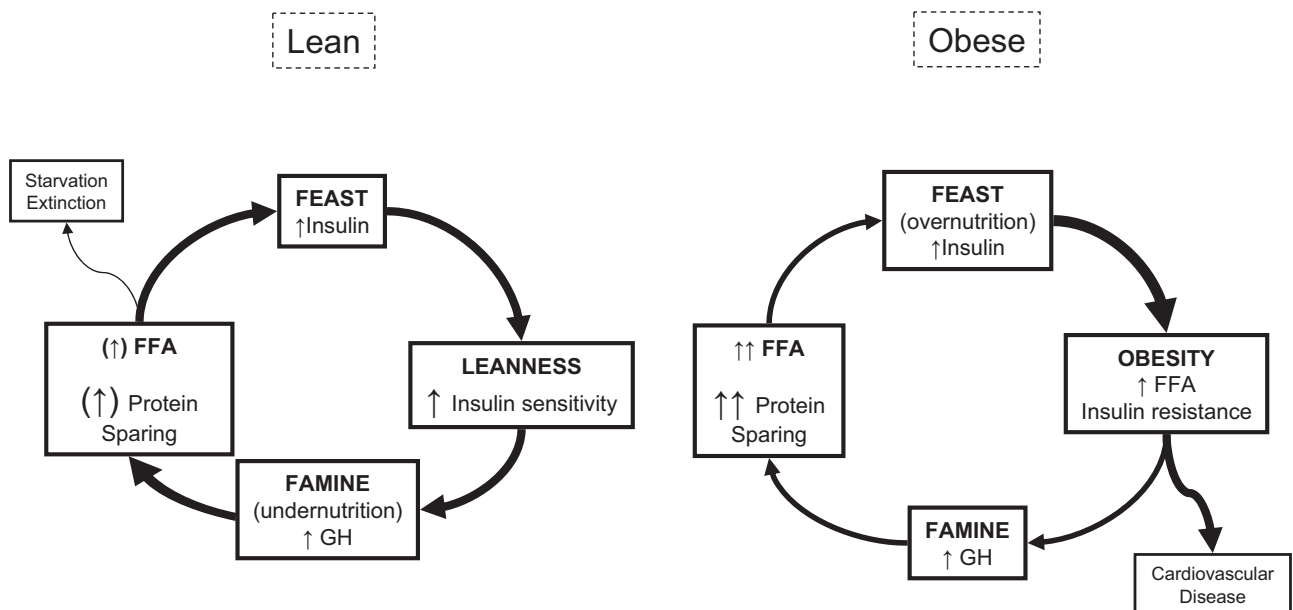 Lean
Starvation
Extinction
FEAST
↑Insulin
(↑) FFA
(↑) Protein
Sparing
LEANNESS
↑ Insulin sensitivity
FAMINE
(undernutrition)
↑ GH
Obese
FEAST
(overnutrition)
↑Insulin
↑↑ FFA
↑↑ Protein
Sparing
OBESITY
↑ FFA
Insulin resistance
FAMINE
↑ GH
Cardiovascular
Disease